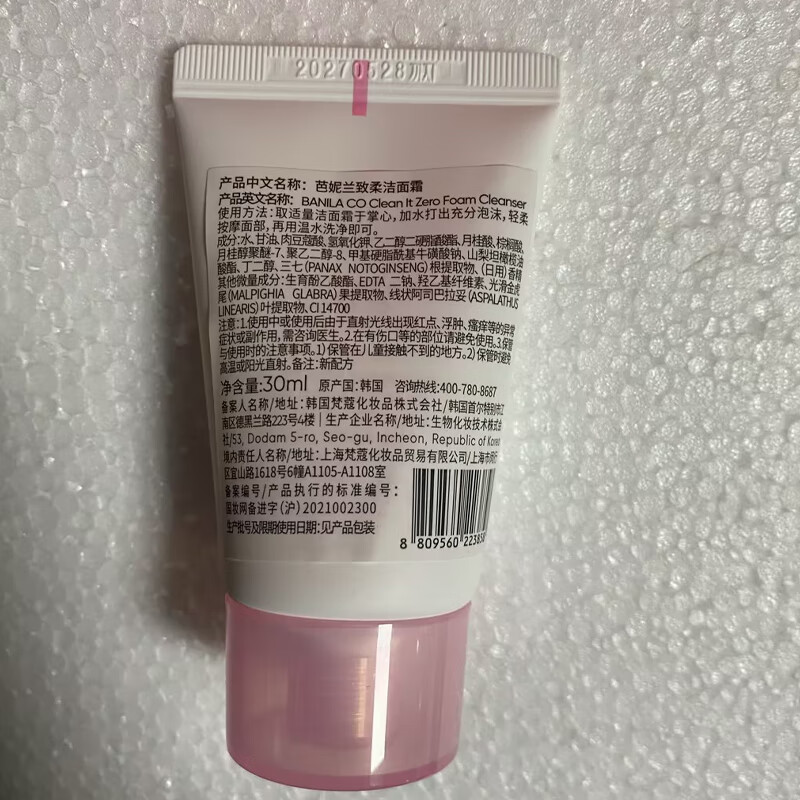 20270528까지
产品中文名称：芭妮兰致柔洁面霜
产品英文名称：BANILA CO Clean It Zero Foam Cleanser
使用方法：取适量洁面霜于掌心，加水打出充分泡沫，轻柔
按摩面部，再用温水洗净即可。
成分：水、甘油、肉豆蔻酸、氢氧化钾、乙二醇二硬脂酸酯、月桂酸、棕榈酸、
月桂醇聚醚-7、聚乙二醇-8、甲基硬脂酰基牛磺酸钠、山梨坦橄榄油
酸酯、丁二醇、三七（PANAX NOTOGINSENG）根提取物、（日用）香精
其他微量成分：生育酚乙酸酯、EDTA 二钠、羟乙基纤维素、光滑金虎
尾（MALPIGHIA GLABRA）果提取物、线状阿司巴拉妥（ASPALATHUS
LINEARIS）叶提取物、CI 14700
注意：1.使用中或使用后由于直射光线出现红点、浮肿、瘙痒等的异常
症状或副作用，需咨询医生。2.在有伤口等的部位请避免使用。3.保管
与使用时的注意事项。1）保管在儿童接触不到的地方。2）保管时避免
高温或阳光直射。备注：新配方
净含量：30ml 原产国：韩国 咨询热线：400-780-8687
备案人名称/地址：韩国梵蔻化妆品株式会社/韩国首尔特别市江
南区德黑兰路223号4楼｜生产企业名称/地址：生物化妆技术株式会
社/53, Dodam 5-ro, Seo-gu, Incheon, Republic of Korea
境内责任人名称/地址：上海梵蔻化妆品贸易有限公司/上海市闵行
区宜山路1618号6幢A1105-A1108室
备案编号/产品执行的标准编号：
国妆网备进字（沪）2021002300
生产批号及限期使用日期：见产品包装
8 809560 22385